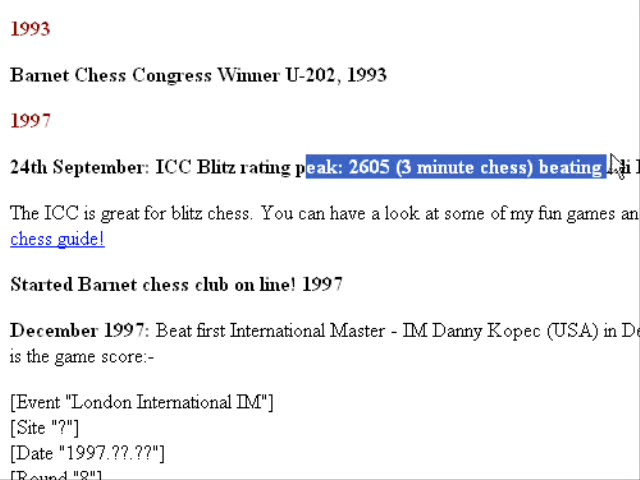 1993
Barnet Chess Congress Winner U-202, 1993
1997
24th September: ICC Blitz rating peak: 2605 (3 minute chess) beating
The ICC is great for blitz chess. You can have a look at some of my fun games an
chess guide!
Started Barnet chess club on line! 1997
December 1997: Beat first International Master - IM Danny Kopec (USA) in De
is the game score:-
[Event "London International IM"]
[Site "?"]
[Date "1997.??.??"]
[Round "8"]